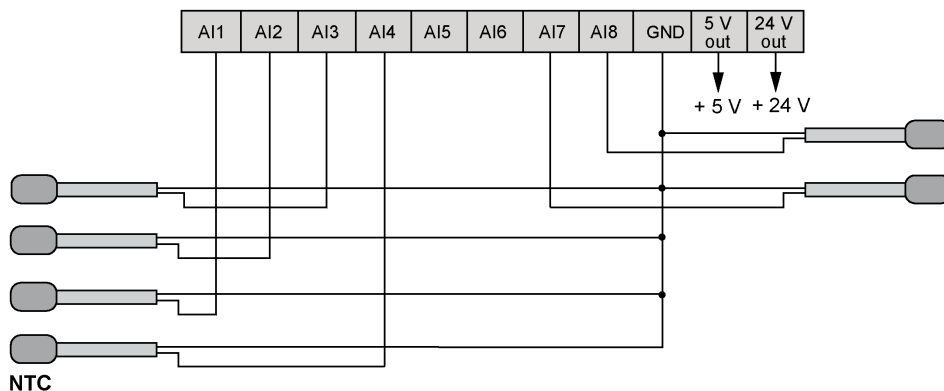 AI1 AI2 AI3 AI4 AI5 AI6 AI7 AI8 GND 5 V out 24 V out
+ 5 V + 24 V
NTC